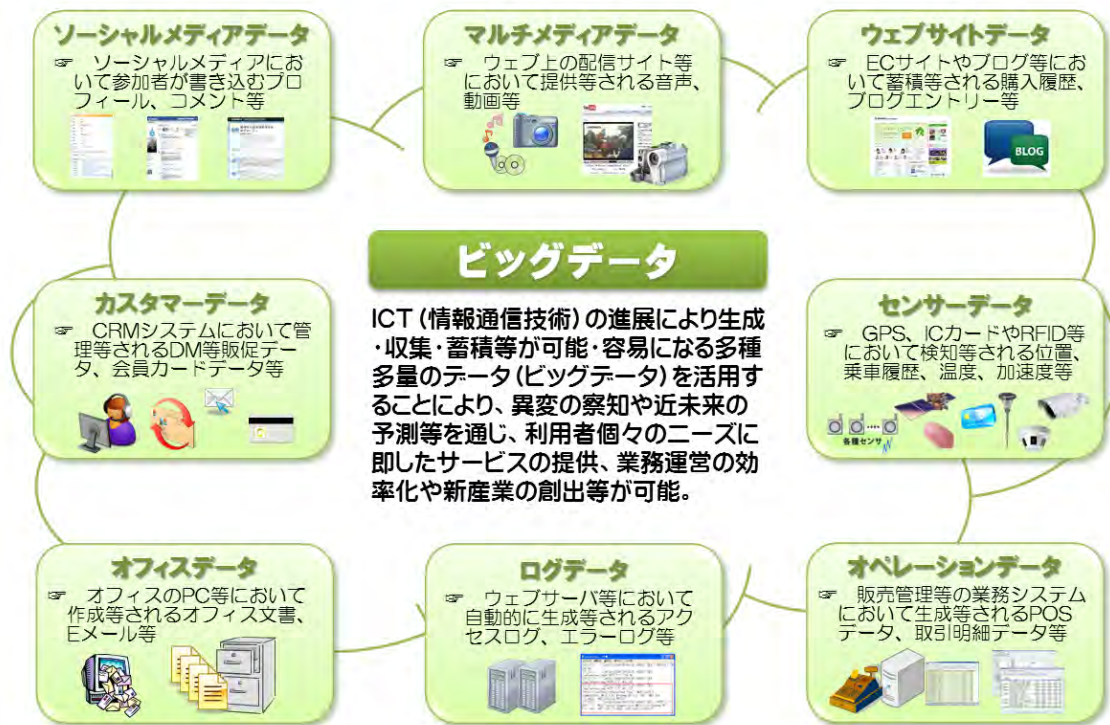 ソーシャルメディアデータ
☞ ソーシャルメディアにお
いて参加者が書き込むプロ
フィール、コメント等
マルチメディアデータ
☞ ウェブ上の配信サイト等
において提供等される音声、
動画等
ウェブサイトデータ
☞ ECサイトやブログ等にお
いて蓄積等される購入履歴、
ブログエントリー等
BLOG
カスタマーデータ
☞ CRMシステムにおいて管
理等されるDM等販促デー
タ、会員カードデータ等
ビッグデータ
ICT（情報通信技術）の進展により生成
・収集・蓄積等が可能・容易になる多種
多量のデータ（ビッグデータ）を活用す
ることにより、異変の察知や近未来の
予測等を通じ、利用者個々のニーズに
即したサービスの提供、業務運営の効
率化や新産業の創出等が可能。
センサーデータ
☞ GPS、ICカードやRFID等
において検知等される位置、
乗車履歴、温度、加速度等
各種センサ
オフィスデータ
☞ オフィスのPC等において
作成等されるオフィス文書、
Eメール等
ログデータ
☞ ウェブサーバ等において
自動的に生成等されるアク
セスログ、エラーログ等
オペレーションデータ
☞ 販売管理等の業務システム
において生成等されるPOS
データ、取引明細データ等